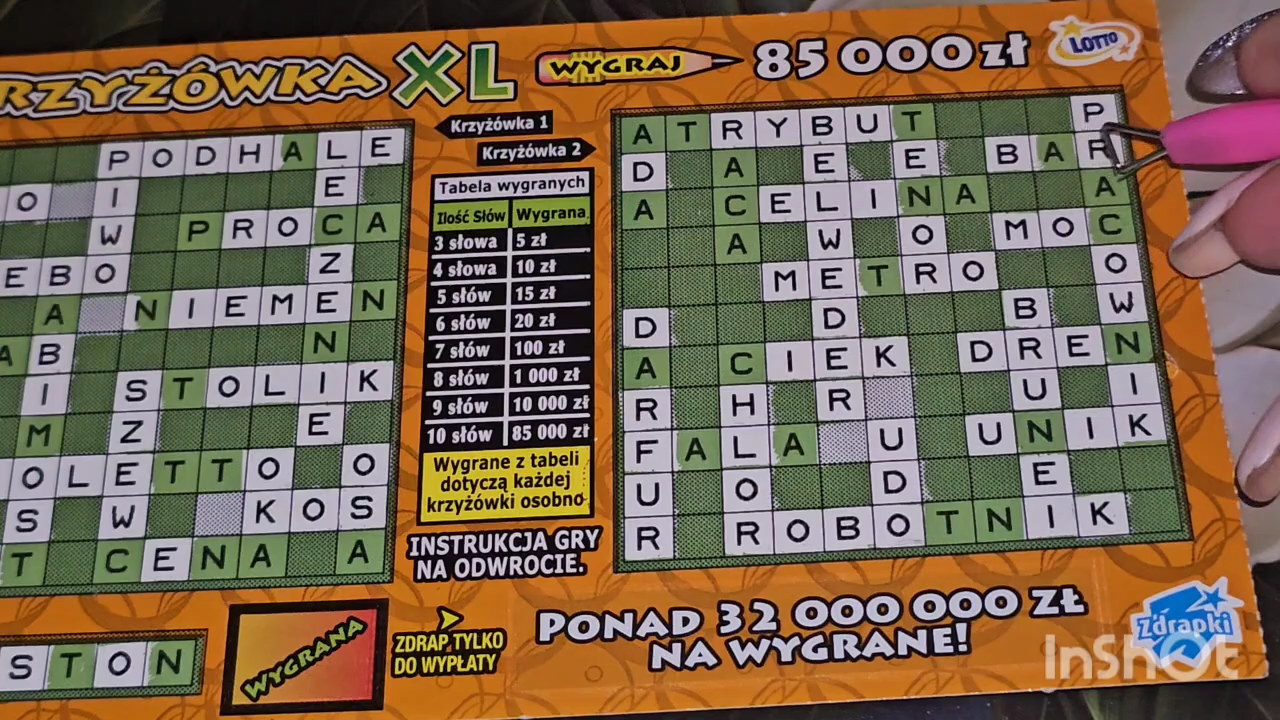 RZYŻÓWKA XL WYGRAJ 85 000 zł LOTTO
Krzyżówka 1
Krzyżówka 2
Tabela wygranych
Ilość Słów Wygrana
3 słowa 5 zł
4 słowa 10 zł
5 słów 15 zł
6 słów 20 zł
7 słów 100 zł
8 słów 1 000 zł
9 słów 10 000 zł
10 słów 85 000 zł
Wygrane z tabeli
dotyczą każdej
krzyżówki osobno
INSTRUKCJA GRY
NA ODWROCIE.
PODHALE
O I E
W PROCA
EBO Z
A NIEMEN
AB N
I STOLIK
M Z E
OLETTO O
S W KOS
T CENA A
ATRYBUT P
D A E E BAR
A CELINA A
A W O MOC
METRO O
D D B W
A CIEK DREN
R H R U I
FALA U UNIK
U O D E
R ROBOTNIK
STON
WYGRANA
ZDRAP TYLKO
DO WYPŁATY
PONAD 32 000 000 ZŁ
NA WYGRANE!
Zdrapki
InShot